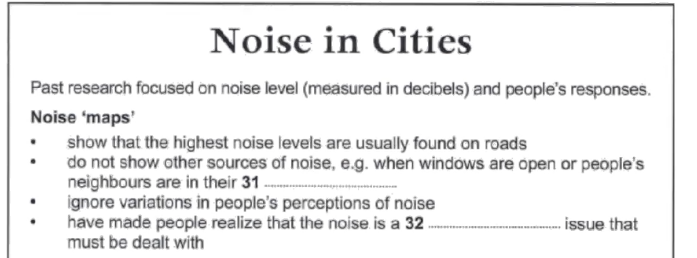 Noise in Cities
Past research focused on noise level (measured in decibels) and people's responses.
Noise 'maps'
• show that the highest noise levels are usually found on roads
• do not show other sources of noise, e.g. when windows are open or people's
neighbours are in their 31 ..............................
• ignore variations in people's perceptions of noise
• have made people realize that the noise is a 32 .............................. issue that
must be dealt with